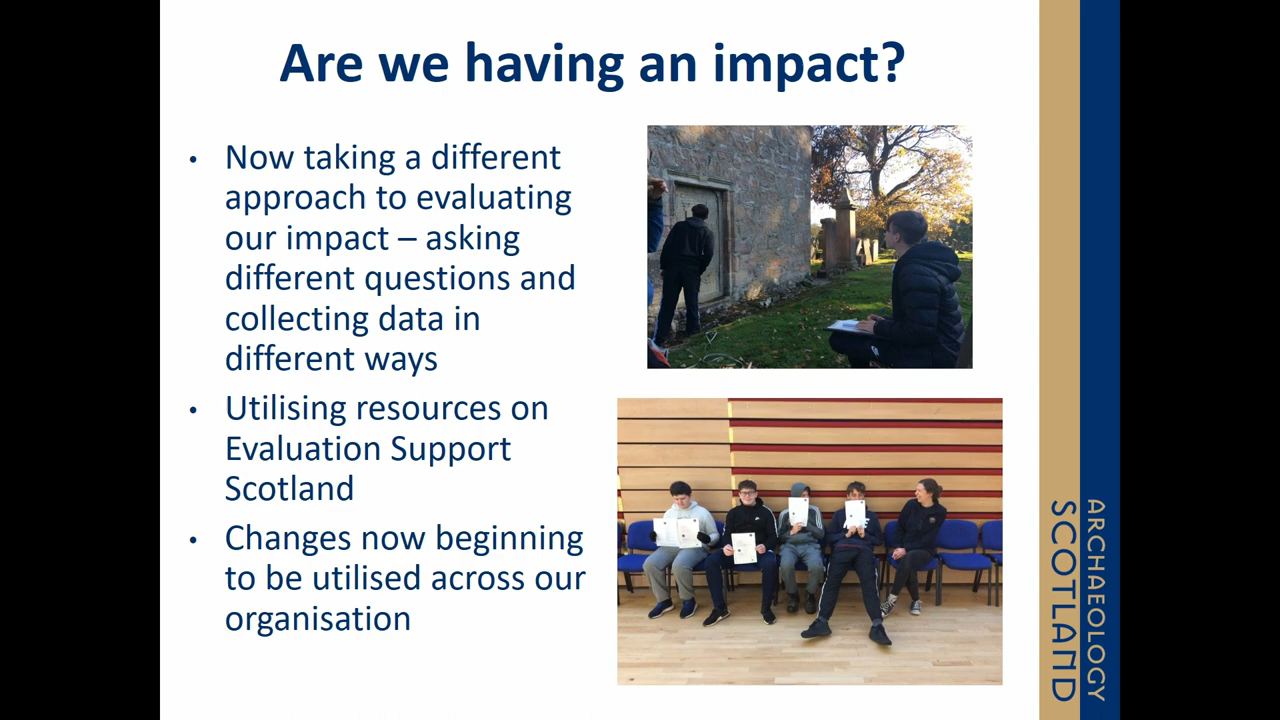 Are we having an impact?
• Now taking a different
approach to evaluating
our impact – asking
different questions and
collecting data in
different ways
• Utilising resources on
Evaluation Support
Scotland
• Changes now beginning
to be utilised across our
organisation
ARCHAEOLOGY
SCOTLAND